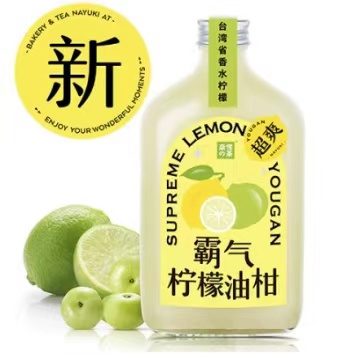 BAKERY & TEA NAYUKI AT
新
ENJOY YOUR WONDERFUL MOMENTS
台湾省香水柠檬
SUPREME LEMON YOUGAN
YOUGAN
超爽
霸气
柠檬油柑